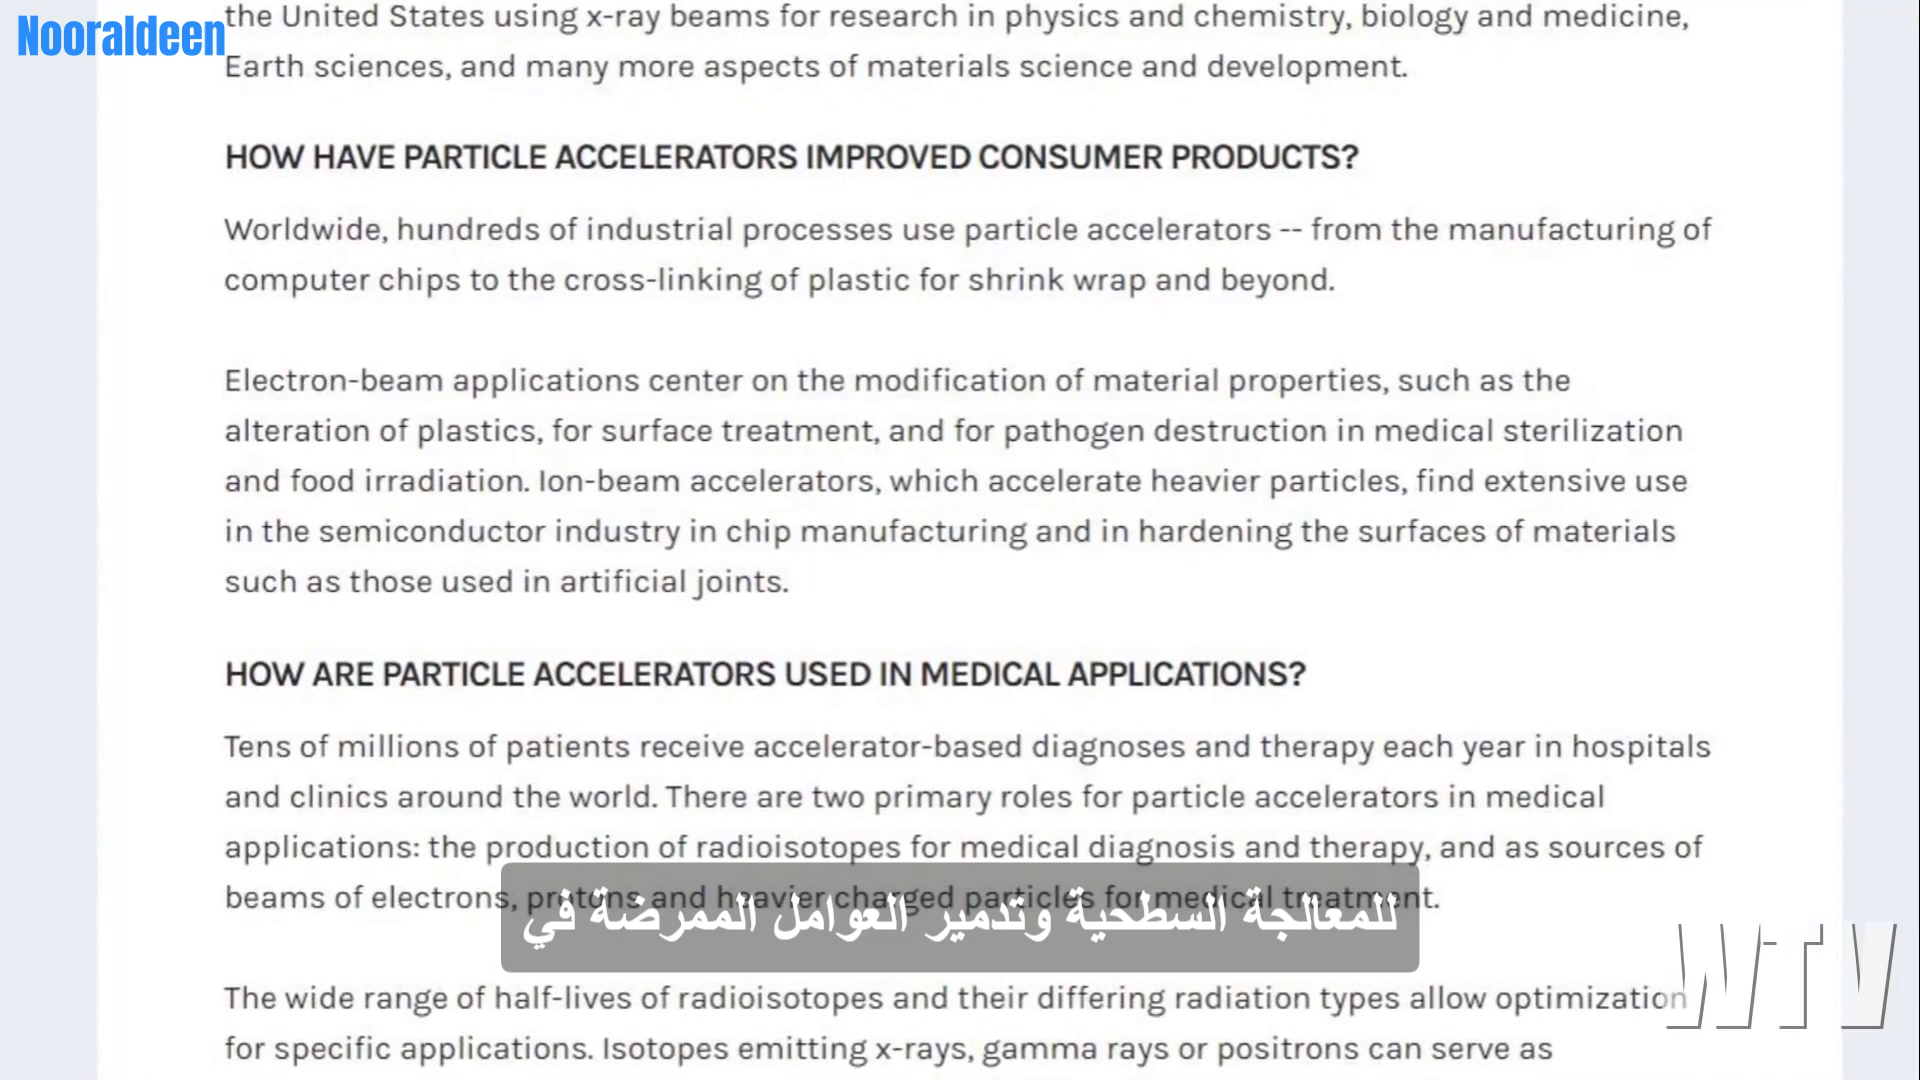 Nooraldeen
the United States using x-ray beams for research in physics and chemistry, biology and medicine,
Earth sciences, and many more aspects of materials science and development.
HOW HAVE PARTICLE ACCELERATORS IMPROVED CONSUMER PRODUCTS?
Worldwide, hundreds of industrial processes use particle accelerators -- from the manufacturing of
computer chips to the cross-linking of plastic for shrink wrap and beyond.
Electron-beam applications center on the modification of material properties, such as the
alteration of plastics, for surface treatment, and for pathogen destruction in medical sterilization
and food irradiation. Ion-beam accelerators, which accelerate heavier particles, find extensive use
in the semiconductor industry in chip manufacturing and in hardening the surfaces of materials
such as those used in artificial joints.
HOW ARE PARTICLE ACCELERATORS USED IN MEDICAL APPLICATIONS?
Tens of millions of patients receive accelerator-based diagnoses and therapy each year in hospitals
and clinics around the world. There are two primary roles for particle accelerators in medical
applications: the production of radioisotopes for medical diagnosis and therapy, and as sources of
beams of electrons, protons and heavier charged particles for medical treatment.
للمعالجة السطحية وتدمير العوامل الممرضة في
The wide range of half-lives of radioisotopes and their differing radiation types allow optimization
for specific applications. Isotopes emitting x-rays, gamma rays or positrons can serve as
WTV